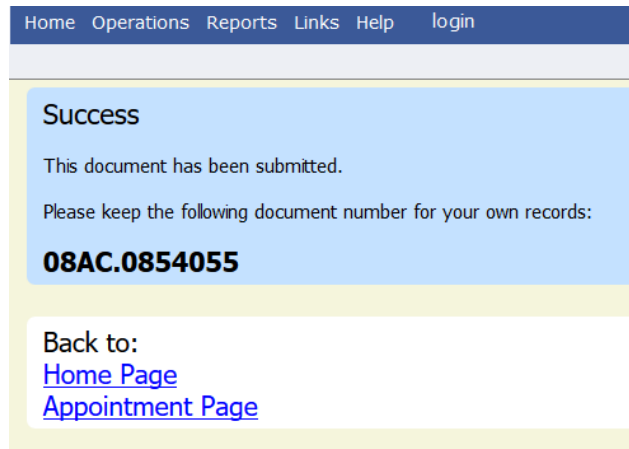 Home Operations Reports Links Help login
Success
This document has been submitted.
Please keep the following document number for your own records:
08AC.0854055
Back to:
Home Page
Appointment Page